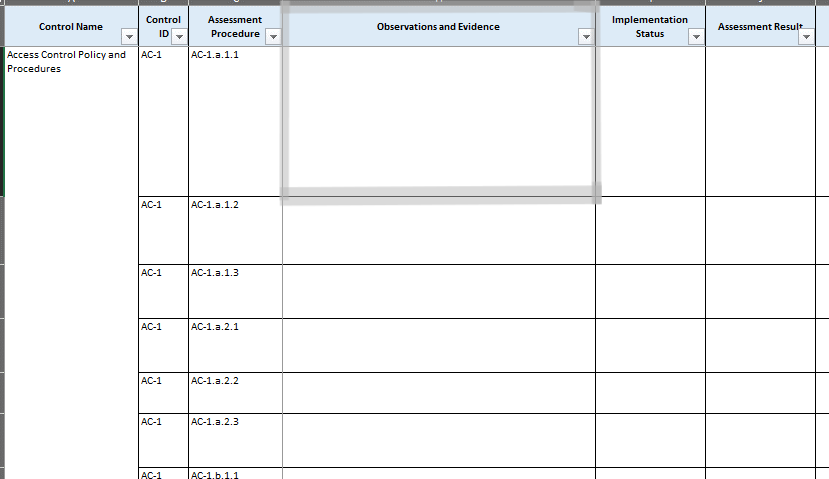 Control Name
Control ID
Assessment Procedure
Observations and Evidence
Implementation Status
Assessment Result
Access Control Policy and Procedures
AC-1 AC-1.a.1.1
AC-1 AC-1.a.1.2
AC-1 AC-1.a.1.3
AC-1 AC-1.a.2.1
AC-1 AC-1.a.2.2
AC-1 AC-1.a.2.3
AC-1 AC-1.b.1.1